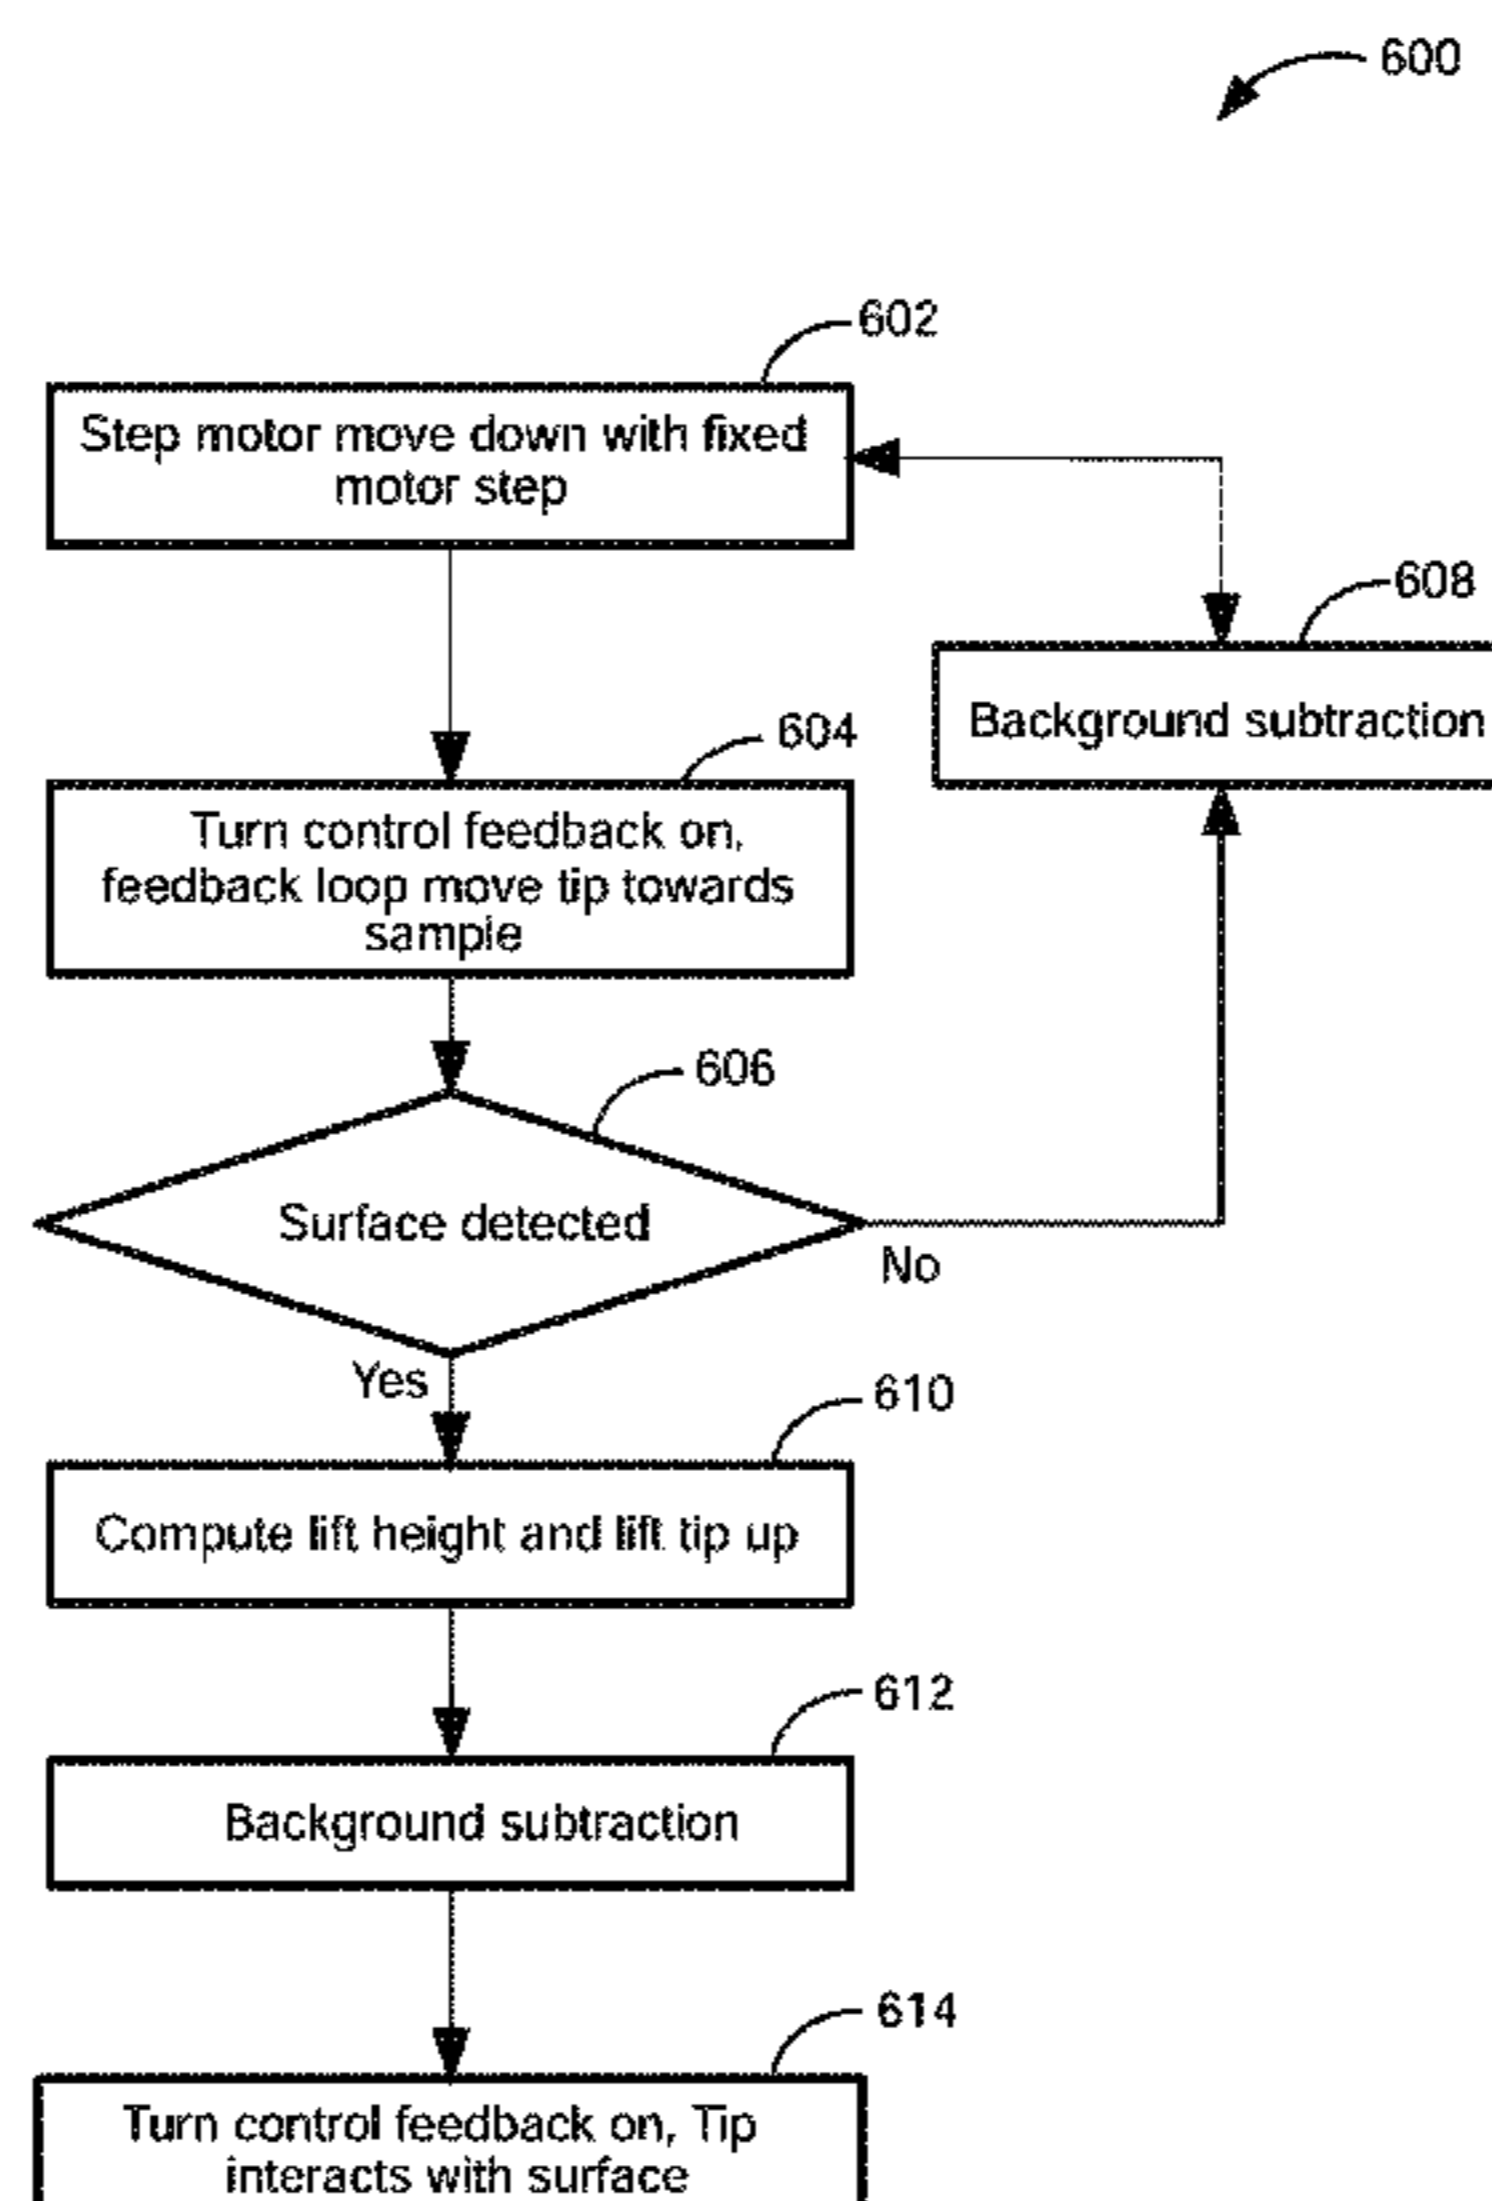 600
602
Step motor move down with fixed
motor step
608
Background subtraction
604
Turn control feedback on,
feedback loop move tip towards
sample
606
Surface detected
No
Yes
610
Compute lift height and lift tip up
612
Background subtraction
614
Turn control feedback on, Tip
interacts with surface